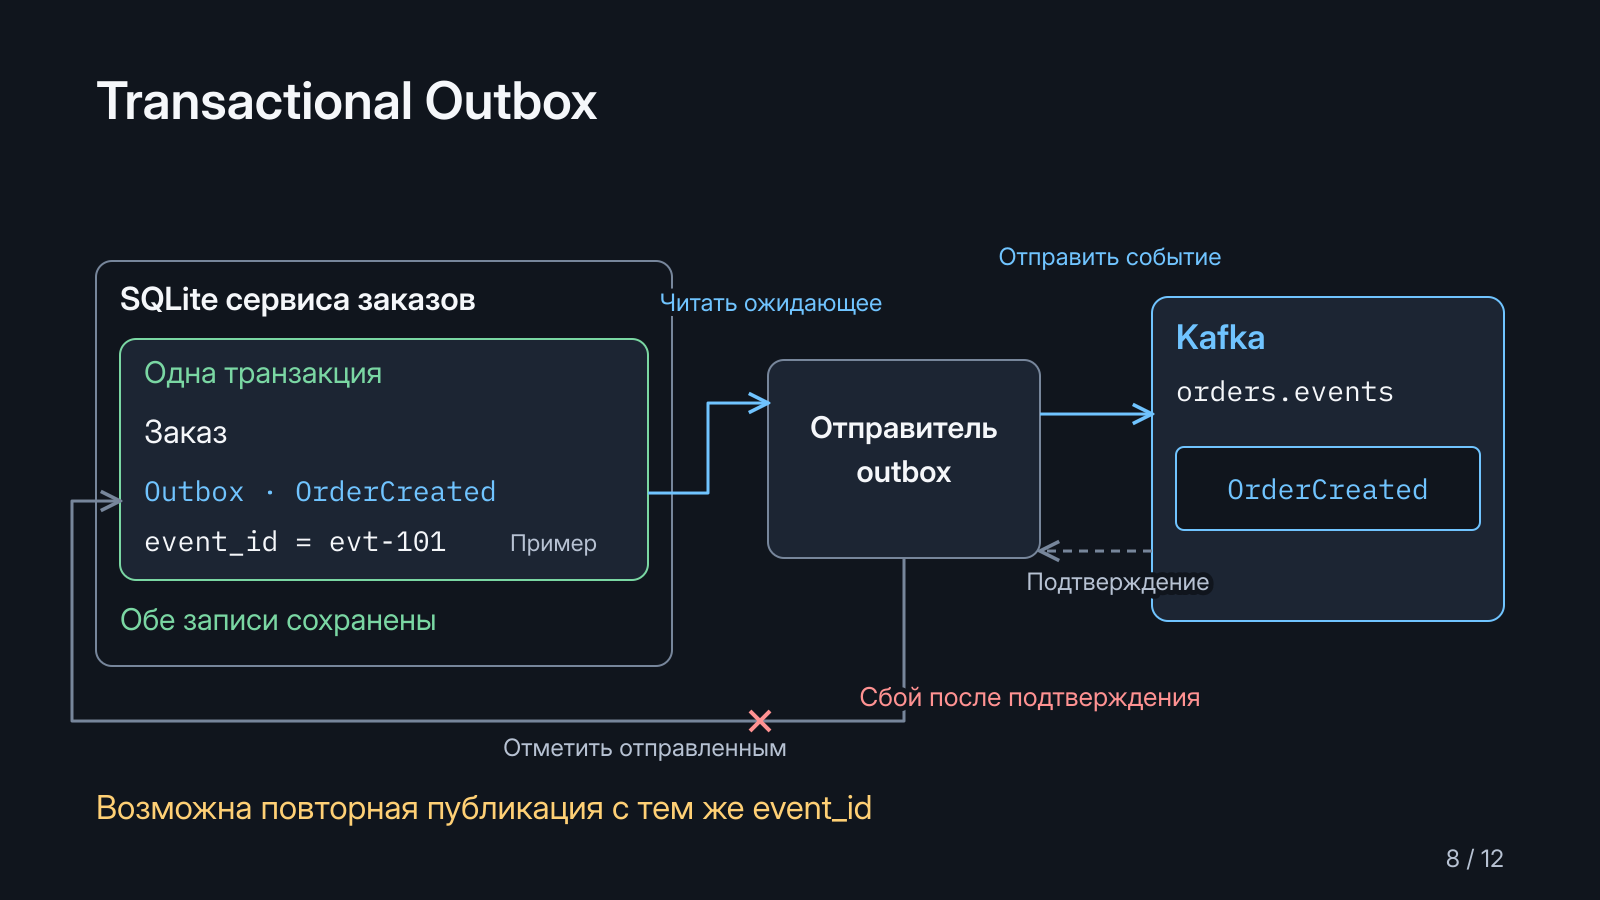 Transactional Outbox
SQLite сервиса заказов
Одна транзакция
Заказ
Outbox · OrderCreated
event_id = evt-101
Пример
Обе записи сохранены
Читать ожидающее
Отправитель
outbox
Отправить событие
Kafka
orders.events
OrderCreated
Подтверждение
Сбой после подтверждения
Отметить отправленным
Возможна повторная публикация с тем же event_id
8 / 12